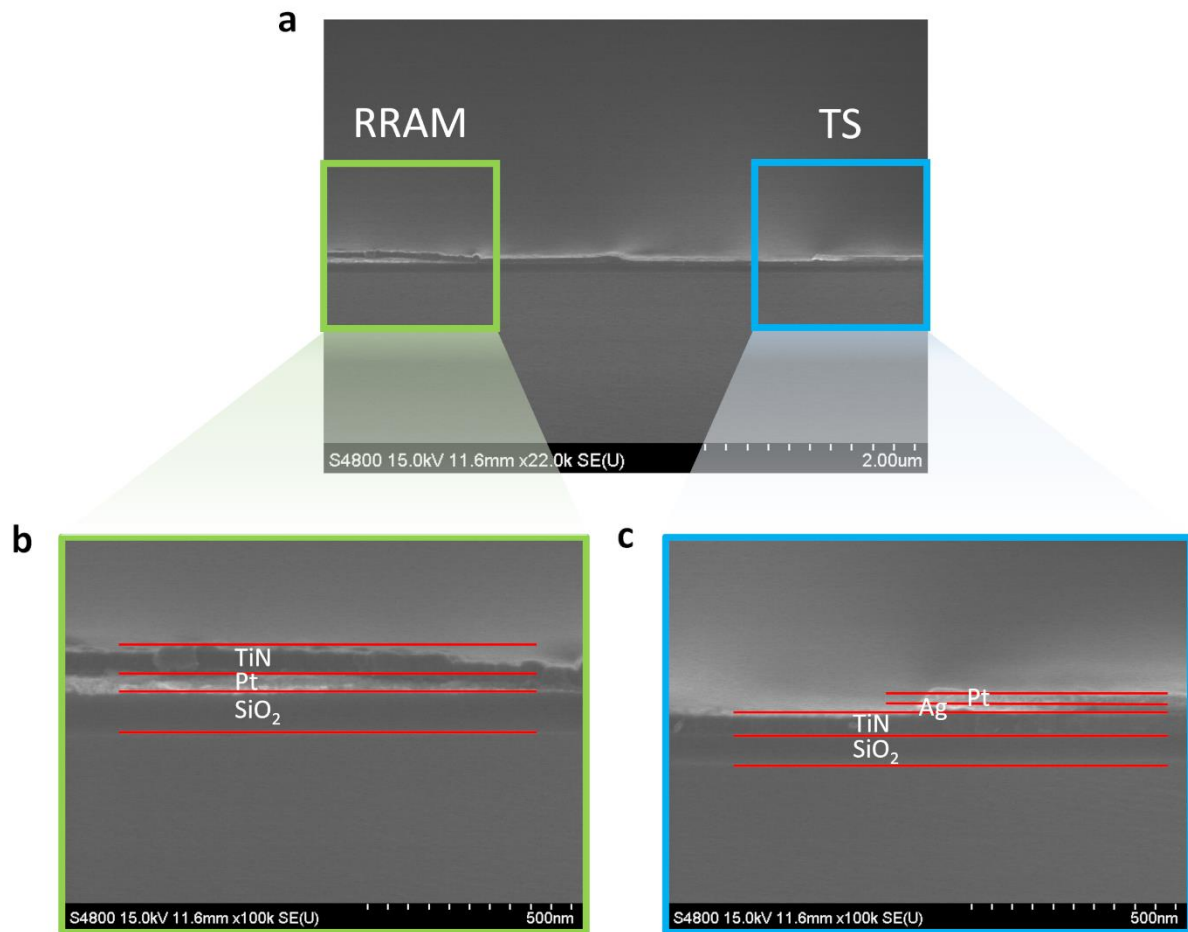 a
RRAM
TS
S4800 15.0kV 11.6mm x22.0k SE(U)
2.00um
b
TiN
Pt
SiO₂
S4800 15.0kV 11.6mm x100k SE(U)
500nm
c
Pt
Ag
TiN
SiO₂
S4800 15.0kV 11.6mm x100k SE(U)
500nm